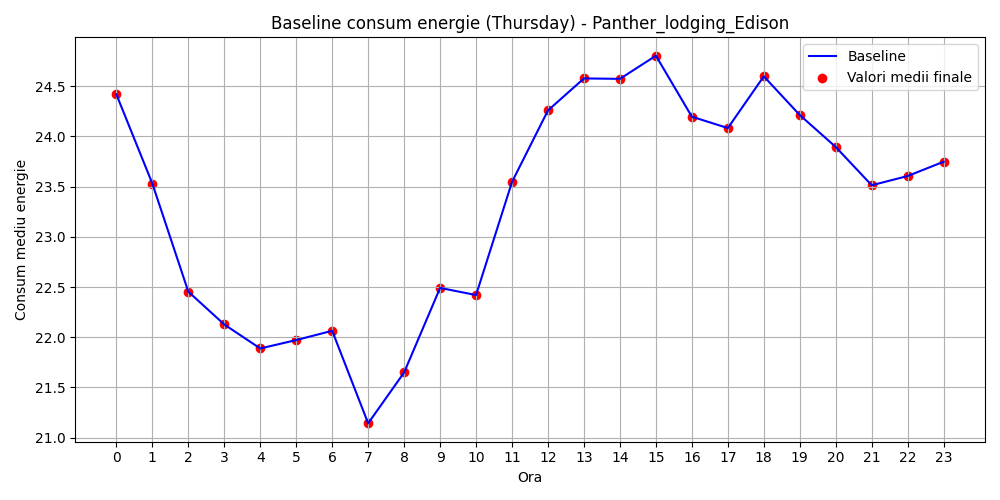 Baseline consum energie (Thursday) - Panther_lodging_Edison
Baseline
Valori medii finale
Consum mediu energie
24.5
24.0
23.5
23.0
22.5
22.0
21.5
21.0
0 1 2 3 4 5 6 7 8 9 10 11 12 13 14 15 16 17 18 19 20 21 22 23
Ora